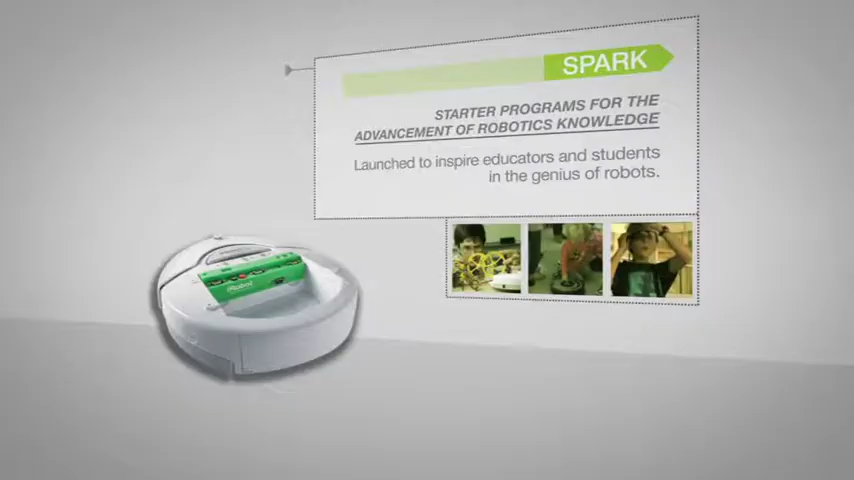 SPARK
STARTER PROGRAMS FOR THE
ADVANCEMENT OF ROBOTICS KNOWLEDGE
Launched to inspire educators and students
in the genius of robots.
iRobot